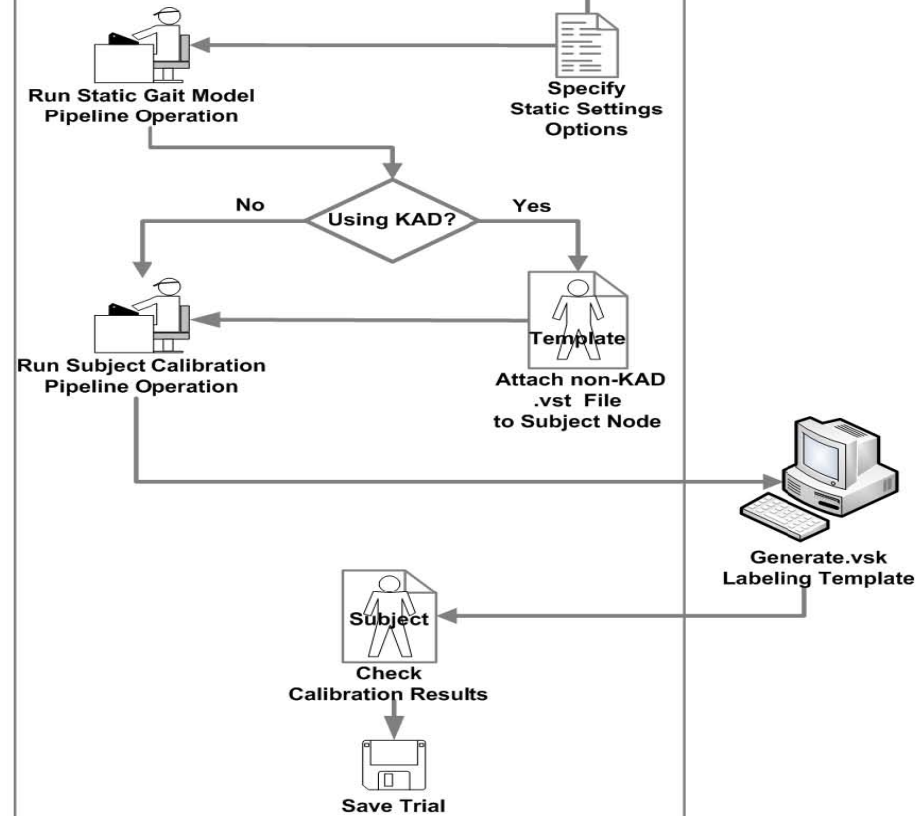 Run Static Gait Model
Pipeline Operation
Specify
Static Settings
Options
No
Using KAD?
Yes
Template
Run Subject Calibration
Pipeline Operation
Attach non-KAD
.vst File
to Subject Node
Generate.vsk
Labeling Template
Subject
Check
Calibration Results
Save Trial